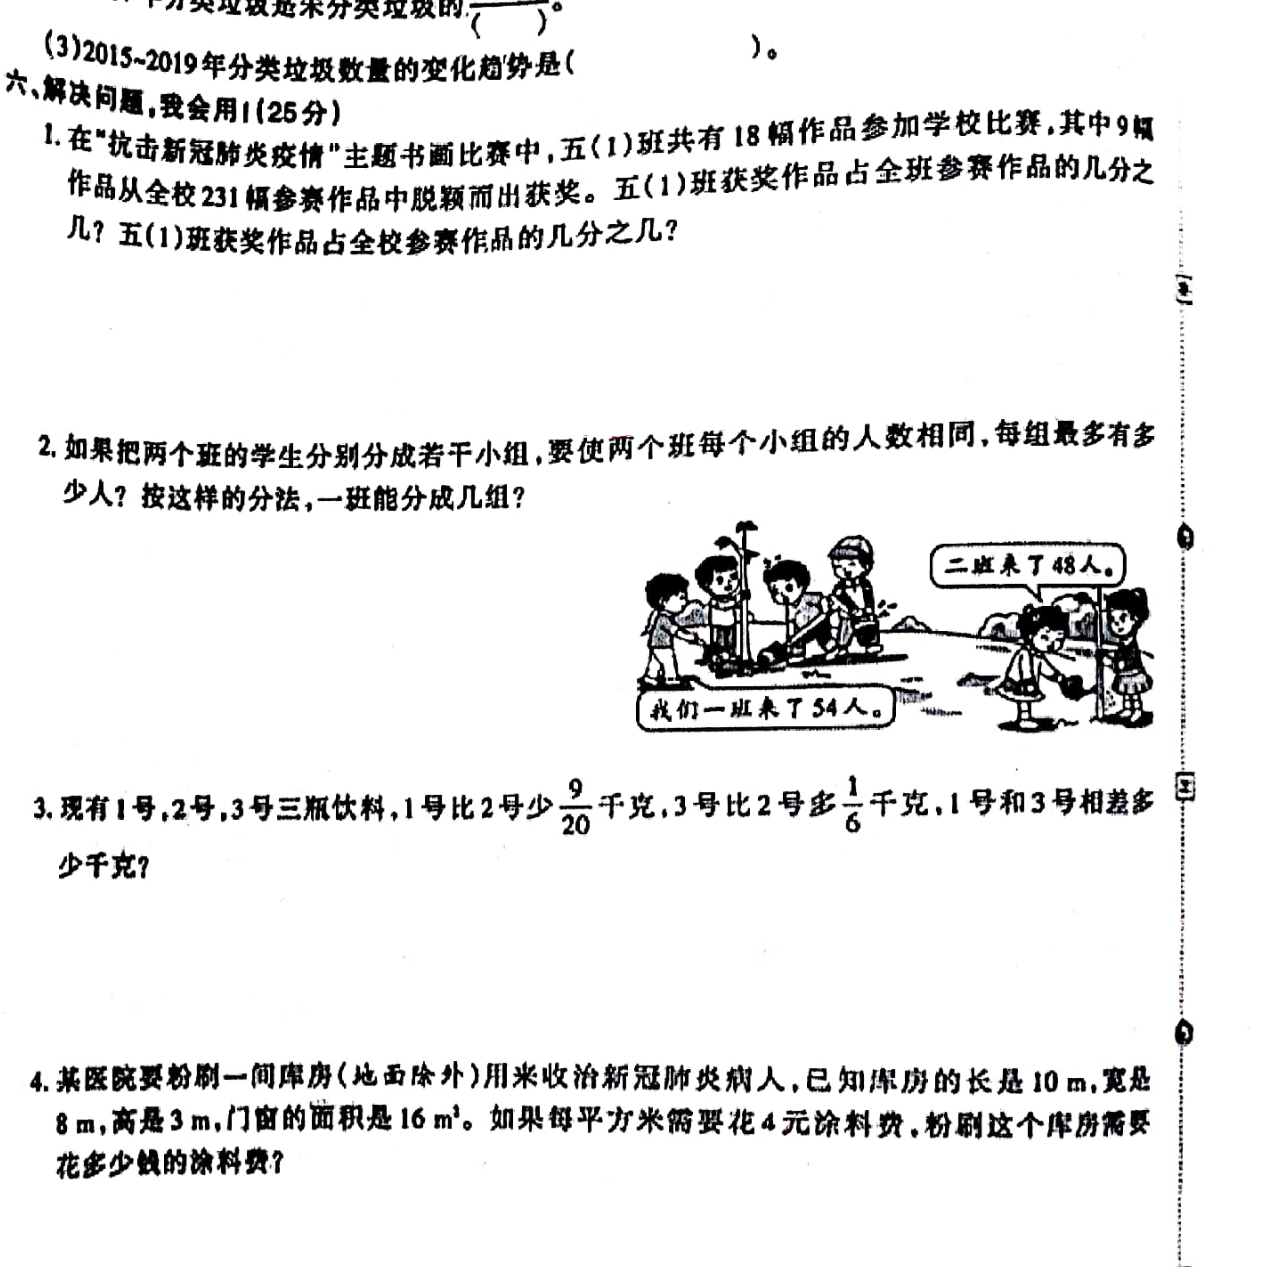 年分类垃圾是未分类垃圾的 ( )。
(3)2015~2019年分类垃圾数量的变化趋势是( )。
六、解决问题,我会用!(25分)
1. 在"抗击新冠肺炎疫情"主题书画比赛中,五(1)班共有18幅作品参加学校比赛,其中9幅
作品从全校231幅参赛作品中脱颖而出获奖。五(1)班获奖作品占全班参赛作品的几分之
几? 五(1)班获奖作品占全校参赛作品的几分之几?
2. 如果把两个班的学生分别分成若干小组,要使两个班每个小组的人数相同,每组最多有多
少人? 按这样的分法,一班能分成几组?
二班来了48人。
我们一班来了54人。
3. 现有1号,2号,3号三瓶饮料,1号比2号少9/20千克,3号比2号多1/6千克,1号和3号相差多
少千克?
4. 某医院要粉刷一间库房(地面除外)用来收治新冠肺炎病人,已知库房的长是10 m,宽是
8 m,高是3 m,门窗的面积是16 m²。如果每平方米需要花4元涂料费,粉刷这个库房需要
花多少钱的涂料费?